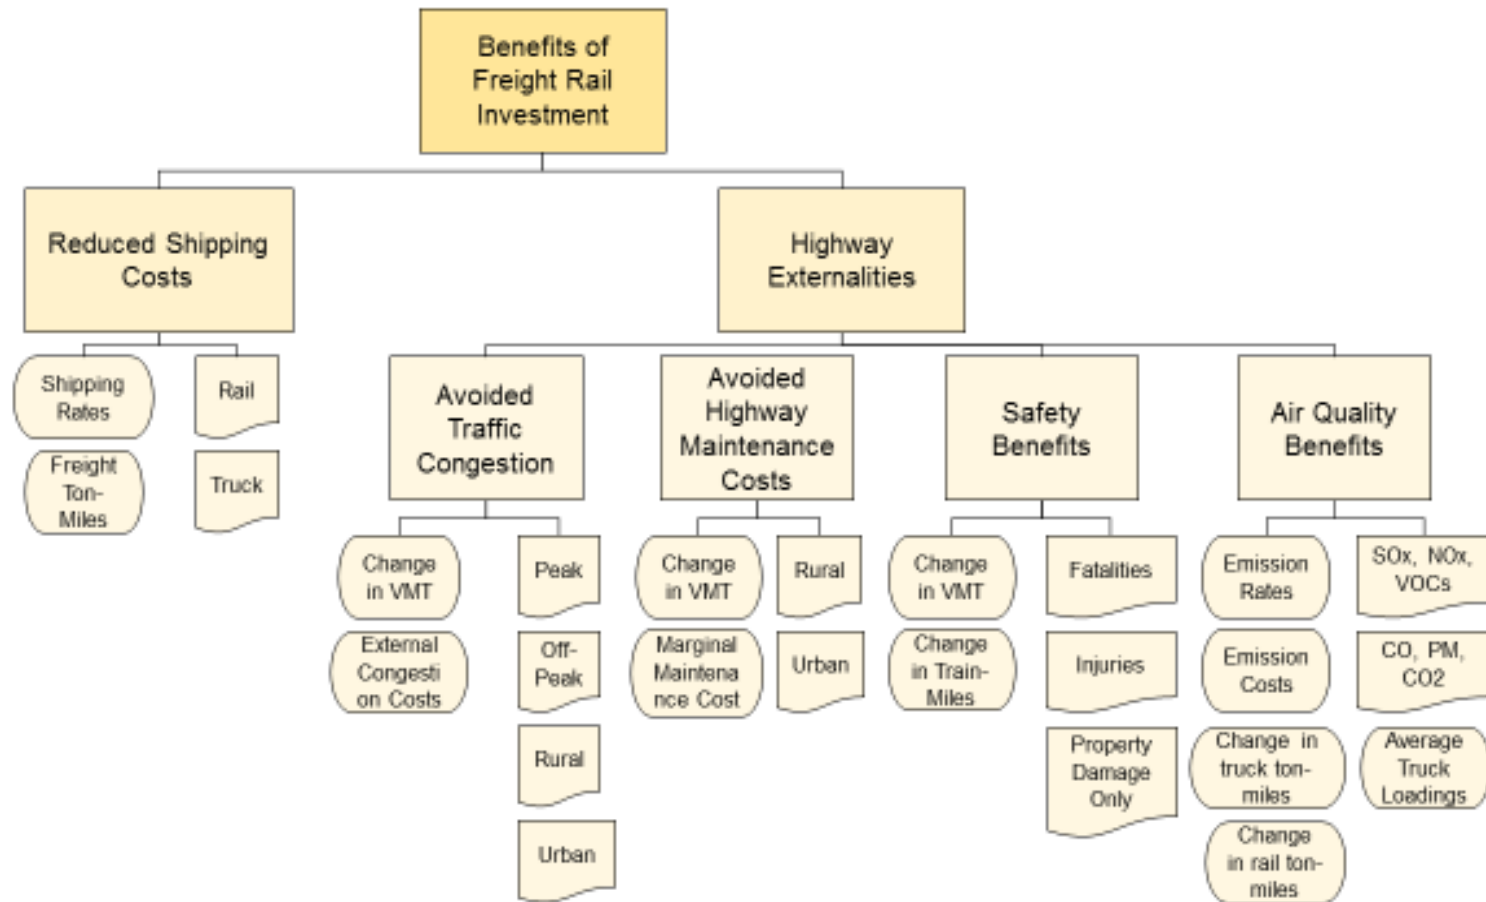 Benefits of
Freight Rail
Investment
Reduced Shipping
Costs
Highway
Externalities
Shipping
Rates
Rail
Freight
Ton-
Miles
Truck
Avoided
Traffic
Congestion
Avoided
Highway
Maintenance
Costs
Safety
Benefits
Air Quality
Benefits
Change
in VMT
Peak
External
Congesti
on Costs
Off-
Peak
Rural
Urban
Change
in VMT
Rural
Marginal
Maintena
nce Cost
Urban
Change
in VMT
Fatalities
Change
in Train-
Miles
Injuries
Property
Damage
Only
Emission
Rates
SOx, NOx,
VOCs
Emission
Costs
CO, PM,
CO2
Change in
truck ton-
miles
Average
Truck
Loadings
Change
in rail ton-
miles